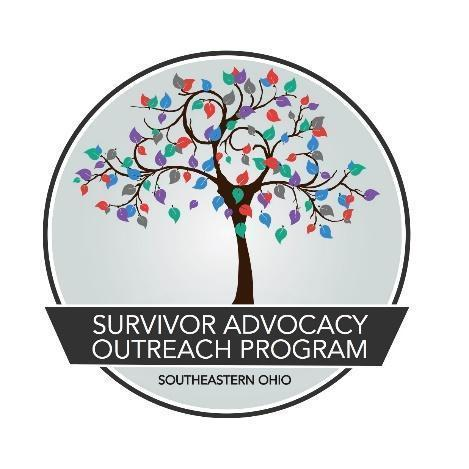 SURVIVOR ADVOCACY
OUTREACH PROGRAM
SOUTHEASTERN OHIO